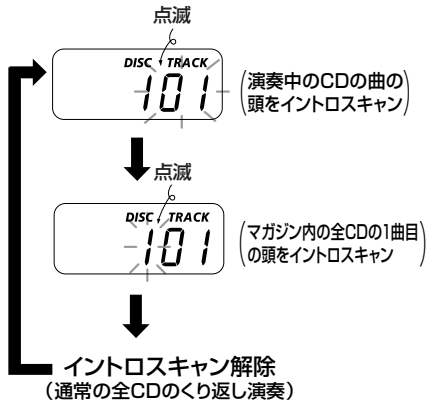 点滅
DISC TRACK
101
(演奏中のCDの曲の
頭をイントロスキャン)
点滅
DISC TRACK
101
(マガジン内の全CDの1曲目
の頭をイントロスキャン)
イントロスキャン解除
(通常の全CDのくり返し演奏)